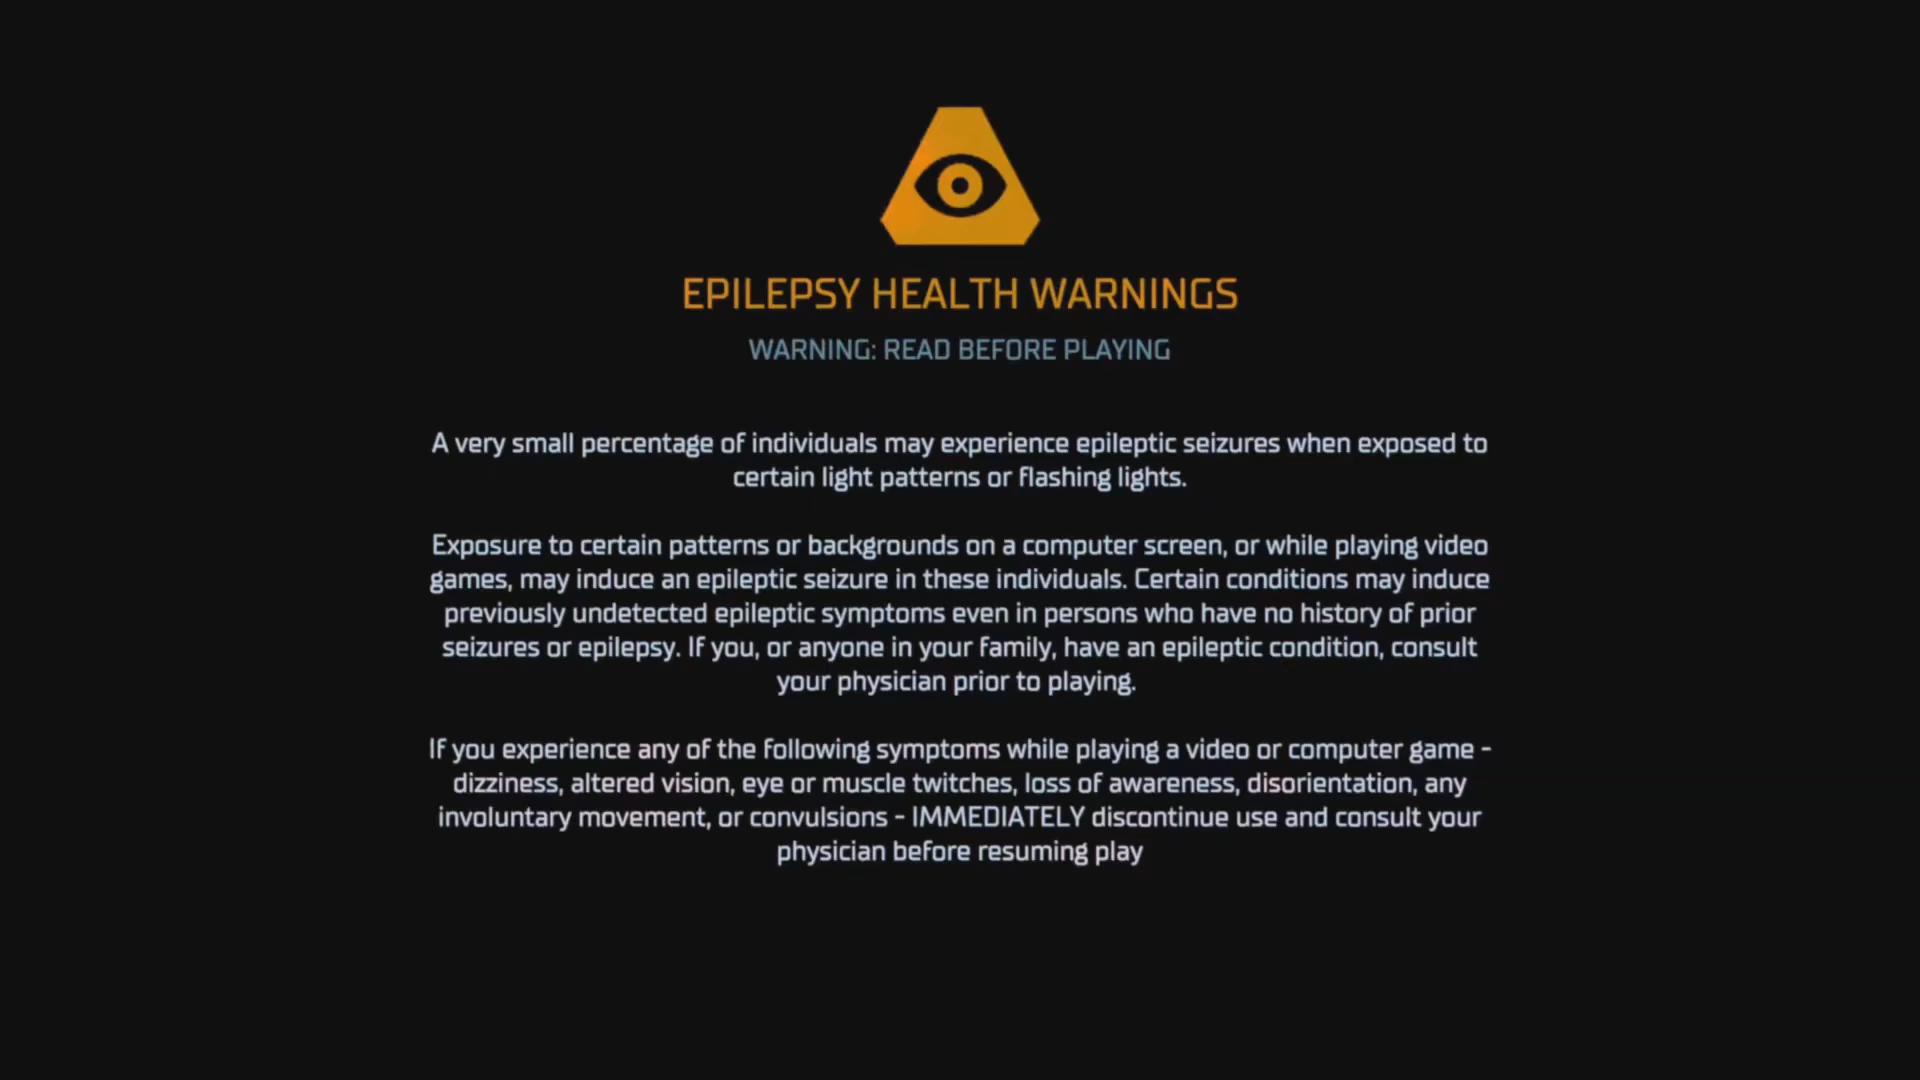 EPILEPSY HEALTH WARNINGS
WARNING: READ BEFORE PLAYING
A very small percentage of individuals may experience epileptic seizures when exposed to
certain light patterns or flashing lights.
Exposure to certain patterns or backgrounds on a computer screen, or while playing video
games, may induce an epileptic seizure in these individuals. Certain conditions may induce
previously undetected epileptic symptoms even in persons who have no history of prior
seizures or epilepsy. If you, or anyone in your family, have an epileptic condition, consult
your physician prior to playing.
If you experience any of the following symptoms while playing a video or computer game -
dizziness, altered vision, eye or muscle twitches, loss of awareness, disorientation, any
involuntary movement, or convulsions - IMMEDIATELY discontinue use and consult your
physician before resuming play